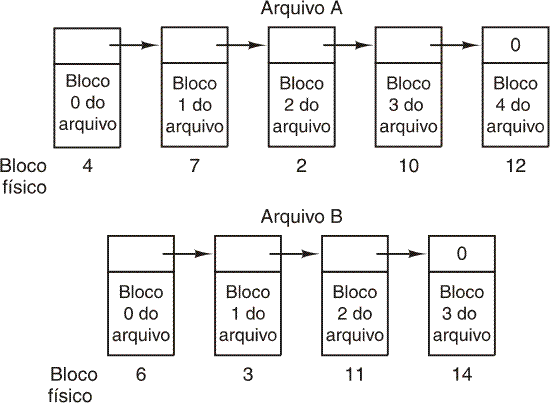 Arquivo A
0
Bloco Bloco Bloco Bloco Bloco
0 do 1 do 2 do 3 do 4 do
arquivo arquivo arquivo arquivo arquivo
Bloco 4 7 2 10 12
físico
Arquivo B
0
Bloco Bloco Bloco Bloco
0 do 1 do 2 do 3 do
arquivo arquivo arquivo arquivo
Bloco 6 3 11 14
físico